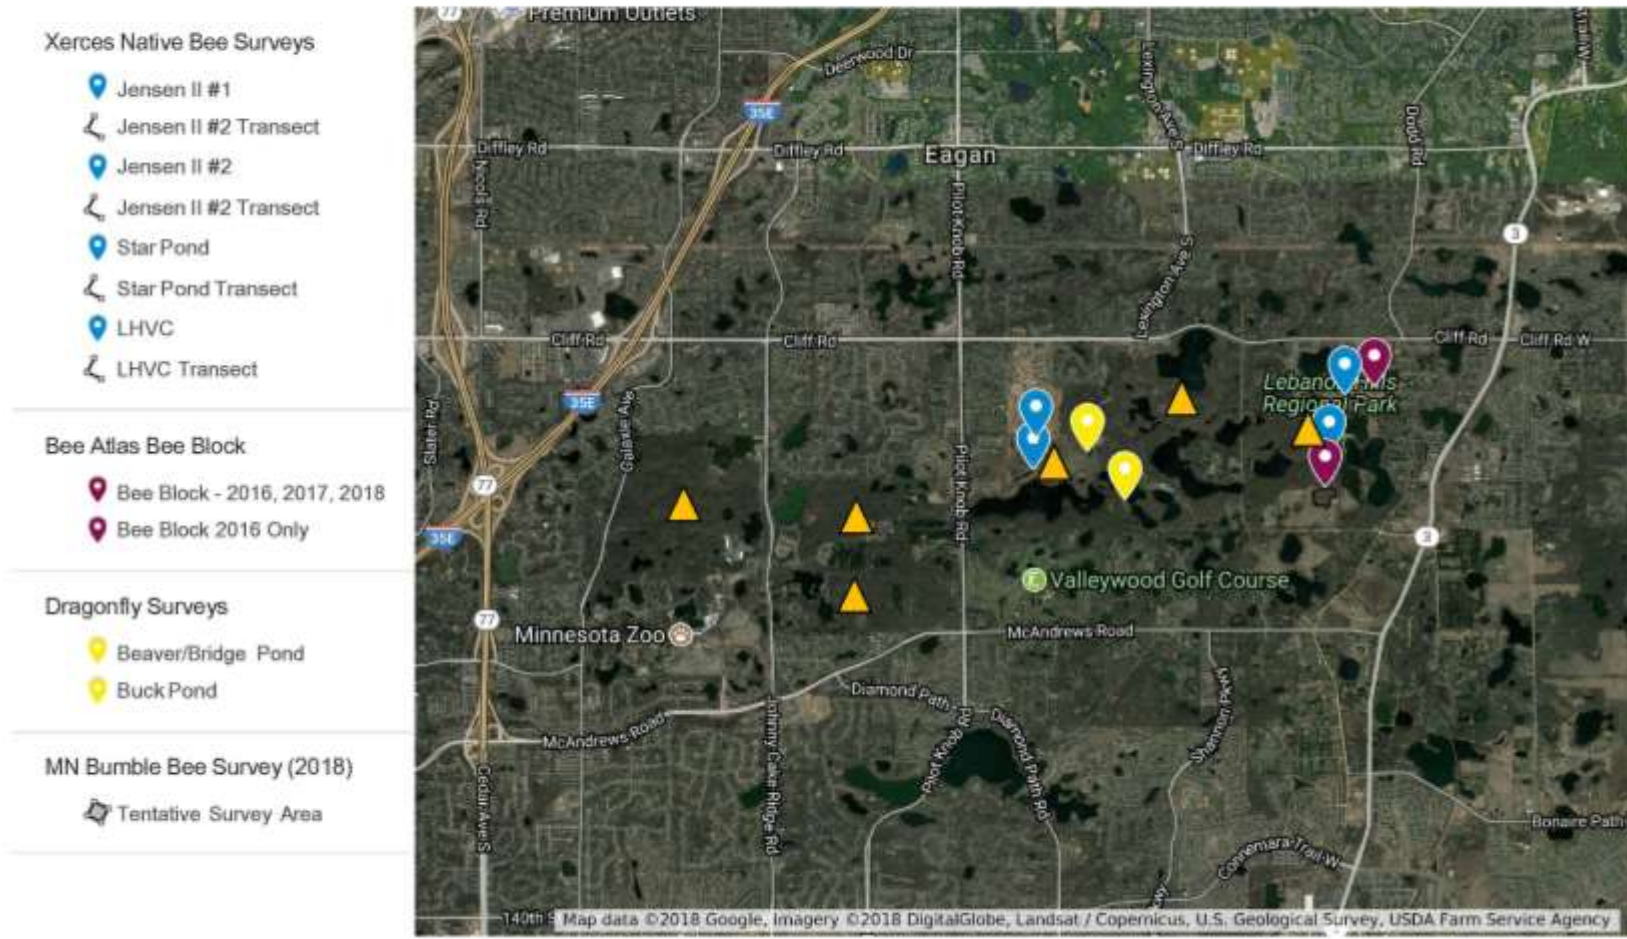 Xerces Native Bee Surveys
Jensen II #1
Jensen II #2 Transect
Jensen II #2
Jensen II #2 Transect
Star Pond
Star Pond Transect
LHVC
LHVC Transect
Bee Atlas Bee Block
Bee Block - 2016, 2017, 2018
Bee Block 2016 Only
Dragonfly Surveys
Beaver/Bridge Pond
Buck Pond
MN Bumble Bee Survey (2018)
Tentative Survey Area
77
Premium Outlets
Deerwood Dr
Lexington Ave S
35E
Dodd Rd
Diffley Rd
Diffley Rd
Eagan
Diffley Rd
Nicols Rd
Pilot Knob Rd
3
Lexington Ave S
Cliff Rd
Cliff Rd
Cliff Rd
Cliff Rd W
35E
Galaxie Ave
Slater Rd
Lebanon Hills
Regional Park
Pilot Knob Rd
77
35E
3
Valleywood Golf Course
77
Minnesota Zoo
McAndrews Road
Diamond Path
Shannon Pkwy
McAndrews Road
Johnny Cake Ridge Rd
Pilot Knob Rd
Diamond Path Rd
Cedar Ave S
Bonaire Path
Connemara Trail W
140th S
Map data ©2018 Google, Imagery ©2018 DigitalGlobe, Landsat / Copernicus, U.S. Geological Survey, USDA Farm Service Agency